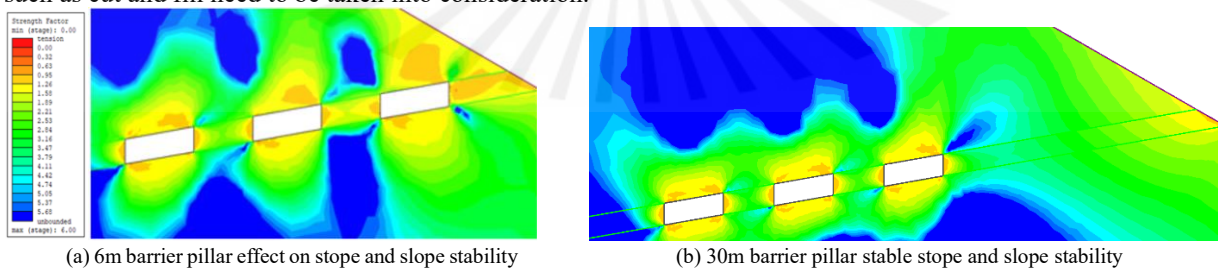 such as cut and fill need to be taken into consideration.
Strength Factor
min (stage): 0.00
tension
0.00
0.32
0.63
0.95
1.26
1.58
1.89
2.21
2.53
2.84
3.16
3.47
3.79
4.11
4.42
4.74
5.05
5.37
5.68
unbounded
max (stage): 6.00
(a) 6m barrier pillar effect on stope and slope stability
(b) 30m barrier pillar stable stope and slope stability